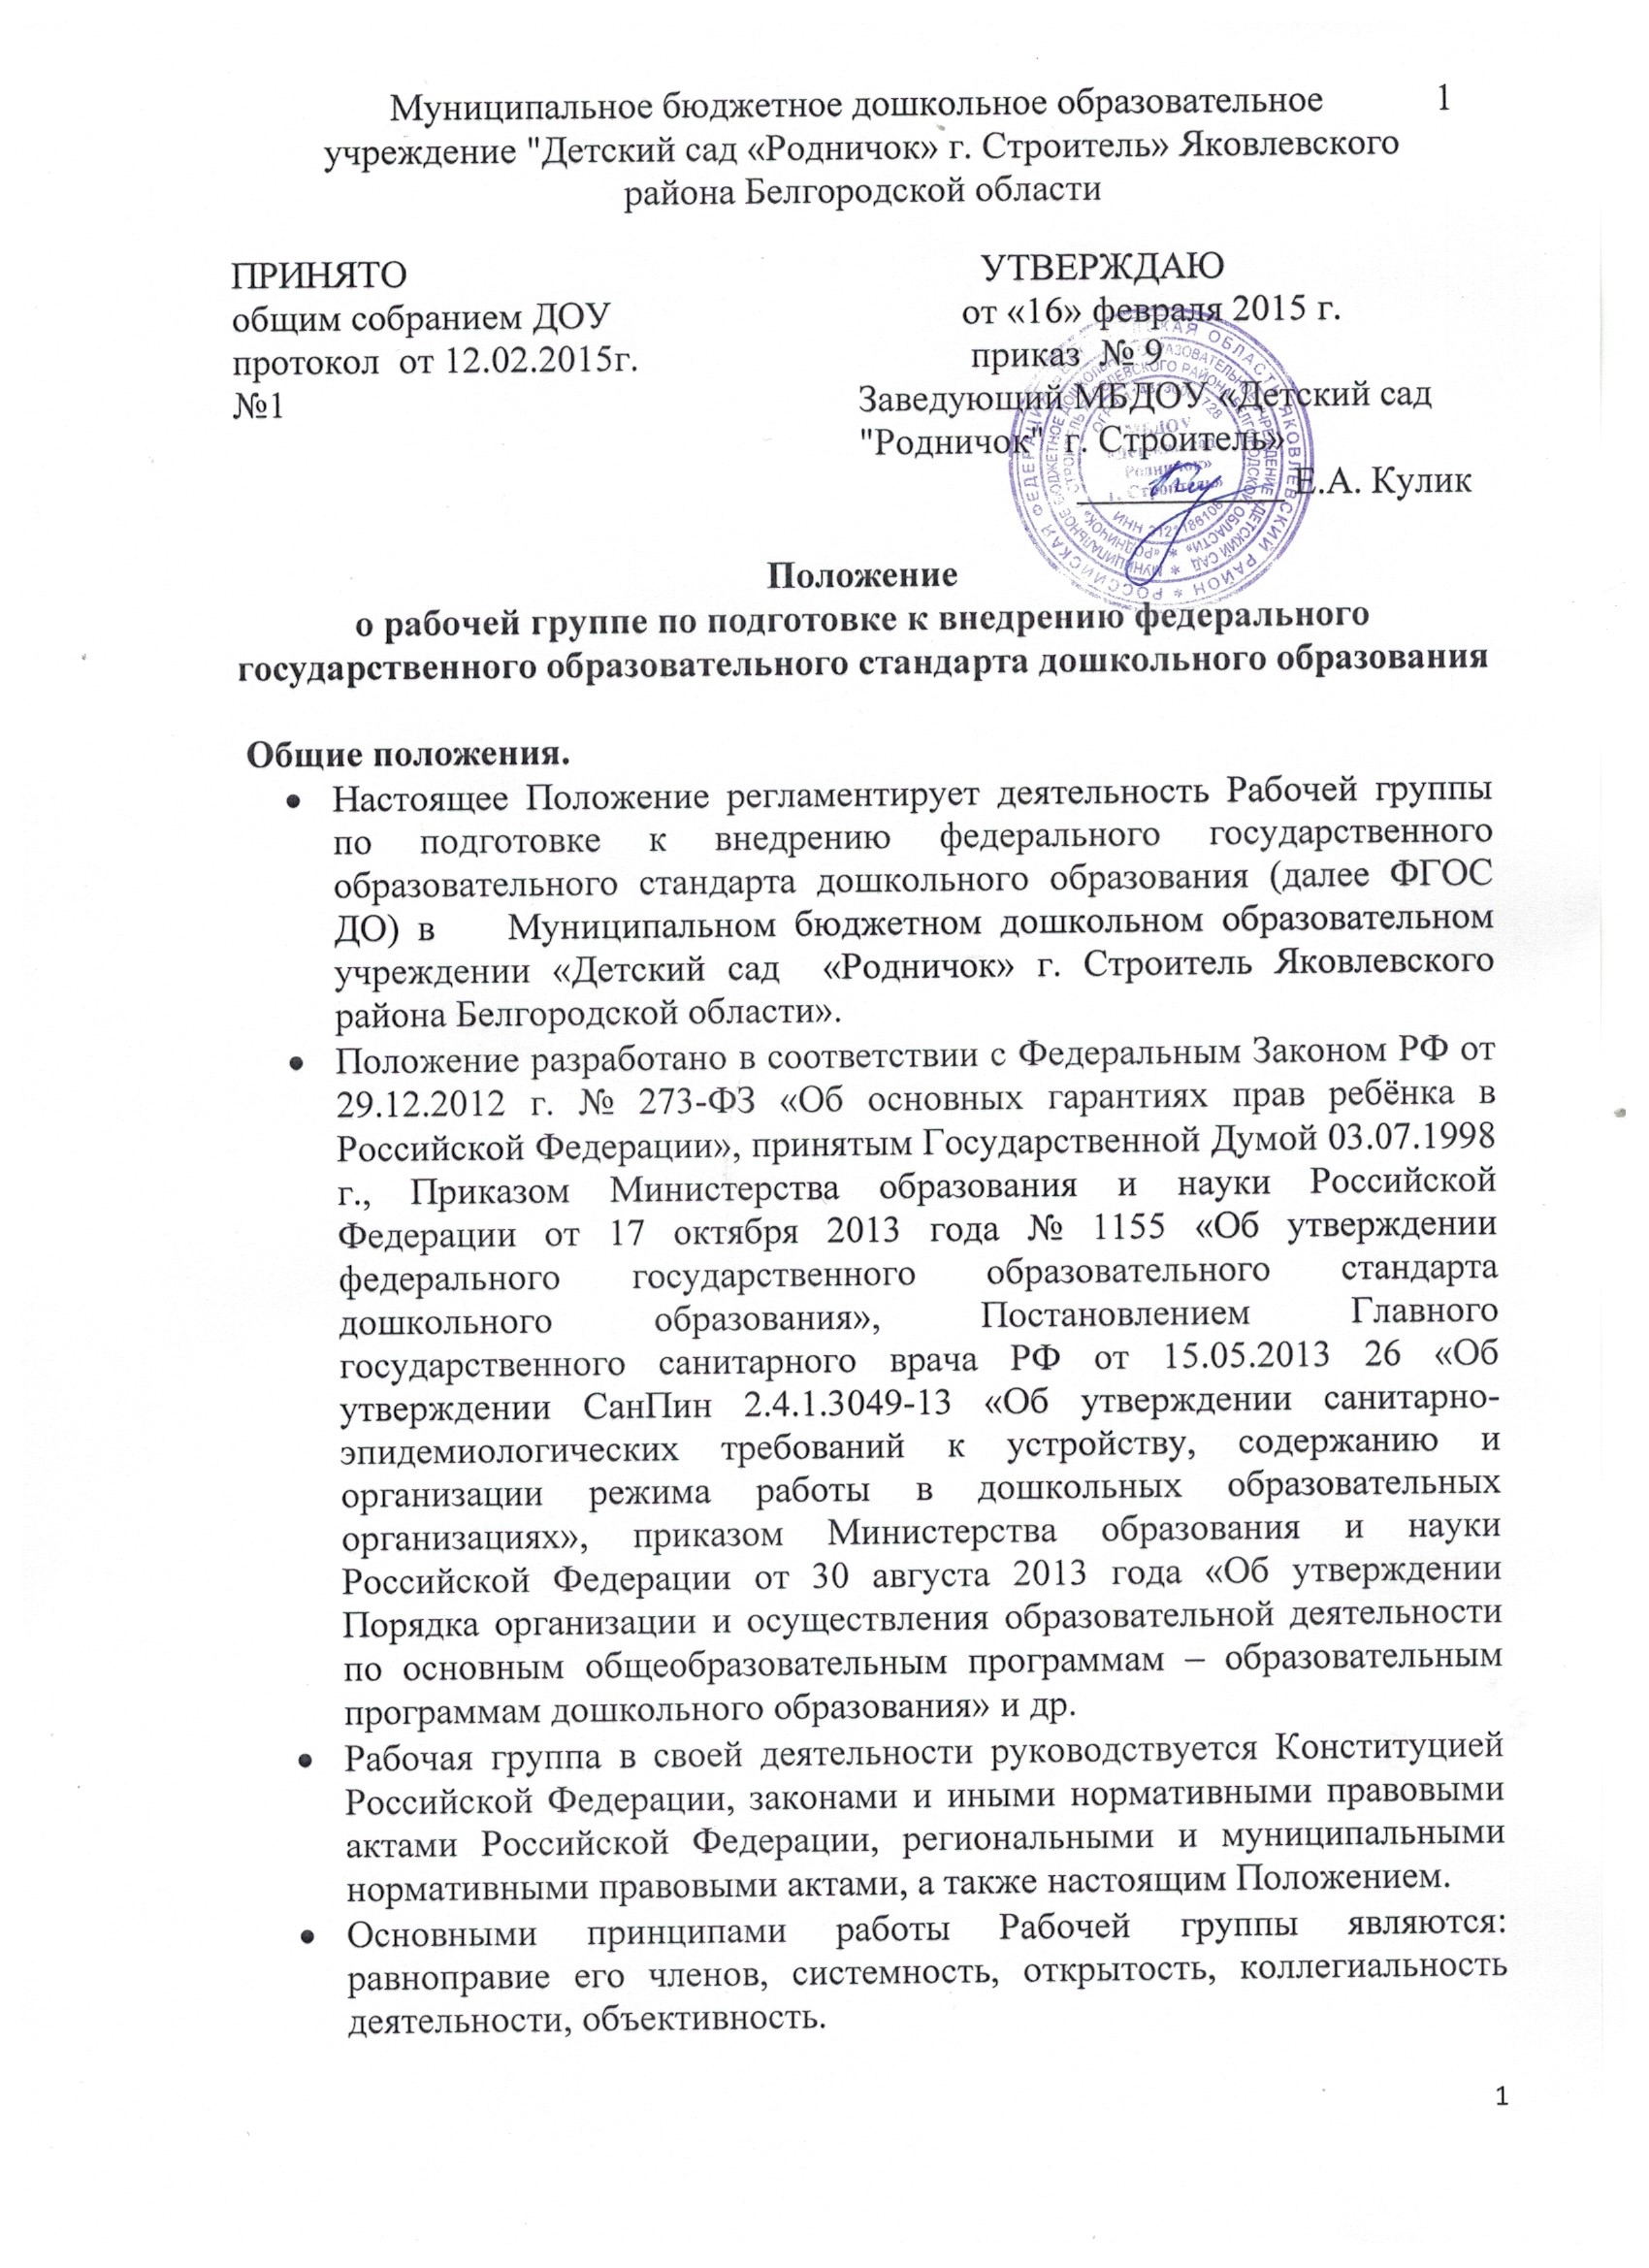 Муниципальное бюджетное дошкольное образовательное 1
учреждение "Детский сад «Родничок» г. Строитель» Яковлевского
района Белгородской области
ПРИНЯТО
общим собранием ДОУ
протокол от 12.02.2015г.
№1
УТВЕРЖДАЮ
от «16» февраля 2015 г.
приказ № 9
Заведующий МБДОУ «Детский сад
"Родничок" г. Строитель»
Е.А. Кулик
Положение
о рабочей группе по подготовке к внедрению федерального
государственного образовательного стандарта дошкольного образования
Общие положения.
• Настоящее Положение регламентирует деятельность Рабочей группы
по подготовке к внедрению федерального государственного
образовательного стандарта дошкольного образования (далее ФГОС
ДО) в Муниципальном бюджетном дошкольном образовательном
учреждении «Детский сад «Родничок» г. Строитель Яковлевского
района Белгородской области».
• Положение разработано в соответствии с Федеральным Законом РФ от
29.12.2012 г. № 273-ФЗ «Об основных гарантиях прав ребёнка в
Российской Федерации», принятым Государственной Думой 03.07.1998
г., Приказом Министерства образования и науки Российской
Федерации от 17 октября 2013 года № 1155 «Об утверждении
федерального государственного образовательного стандарта
дошкольного образования», Постановлением Главного
государственного санитарного врача РФ от 15.05.2013 26 «Об
утверждении СанПин 2.4.1.3049-13 «Об утверждении санитарно-
эпидемиологических требований к устройству, содержанию и
организации режима работы в дошкольных образовательных
организациях», приказом Министерства образования и науки
Российской Федерации от 30 августа 2013 года «Об утверждении
Порядка организации и осуществления образовательной деятельности
по основным общеобразовательным программам – образовательным
программам дошкольного образования» и др.
• Рабочая группа в своей деятельности руководствуется Конституцией
Российской Федерации, законами и иными нормативными правовыми
актами Российской Федерации, региональными и муниципальными
нормативными правовыми актами, а также настоящим Положением.
• Основными принципами работы Рабочей группы являются:
равноправие его членов, системность, открытость, коллегиальность
деятельности, объективность.
1